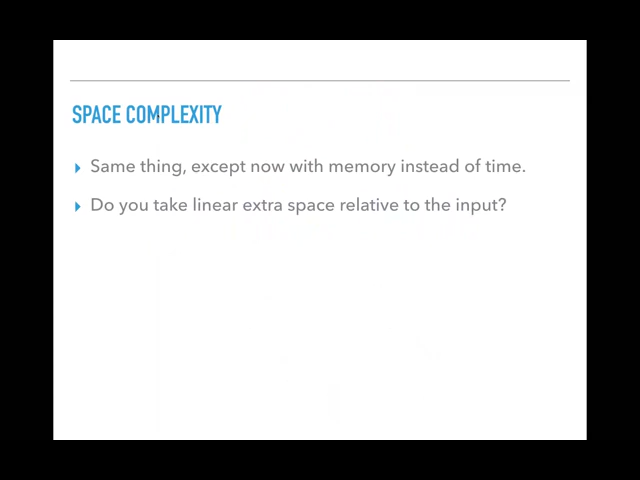 SPACE COMPLEXITY
Same thing, except now with memory instead of time.
Do you take linear extra space relative to the input?